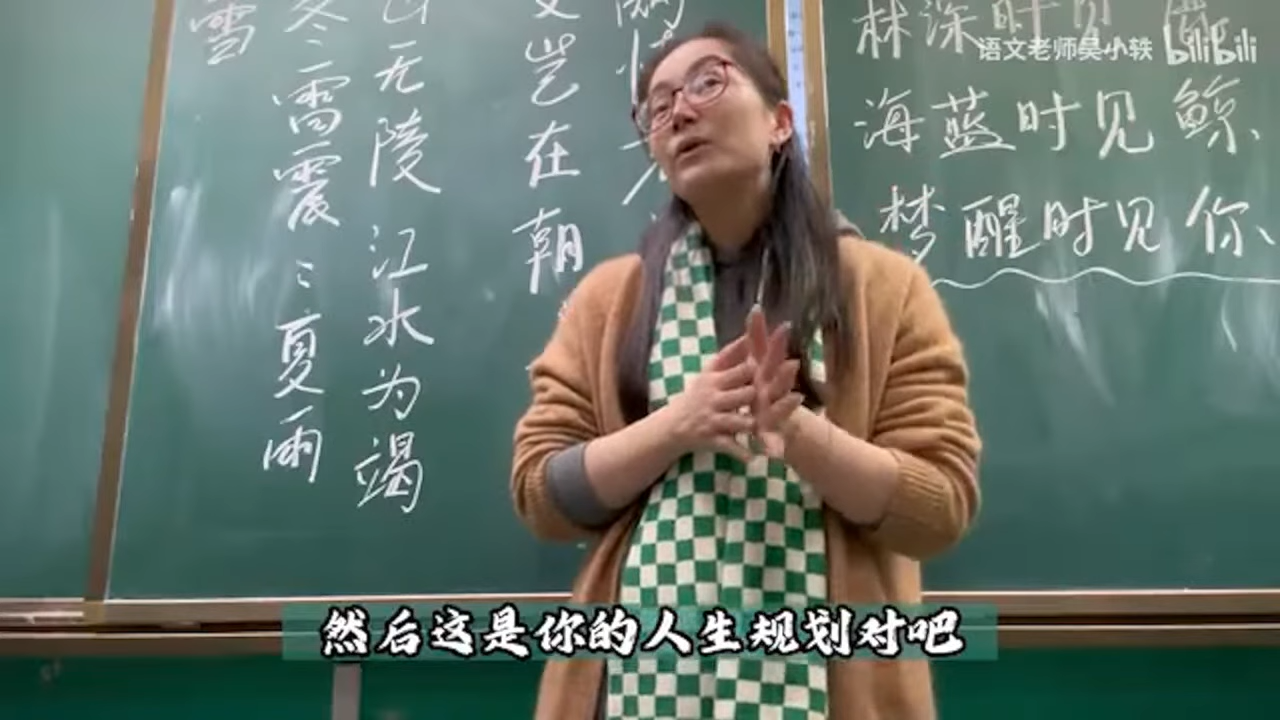 语文老师吴小轶 bilibili
林深时见
海蓝时见鲸、
梦醒时见你、
情
岂在朝
山无陵 江水为竭
冬雷震〻夏雨
雪
然后这是你的人生规划对吧